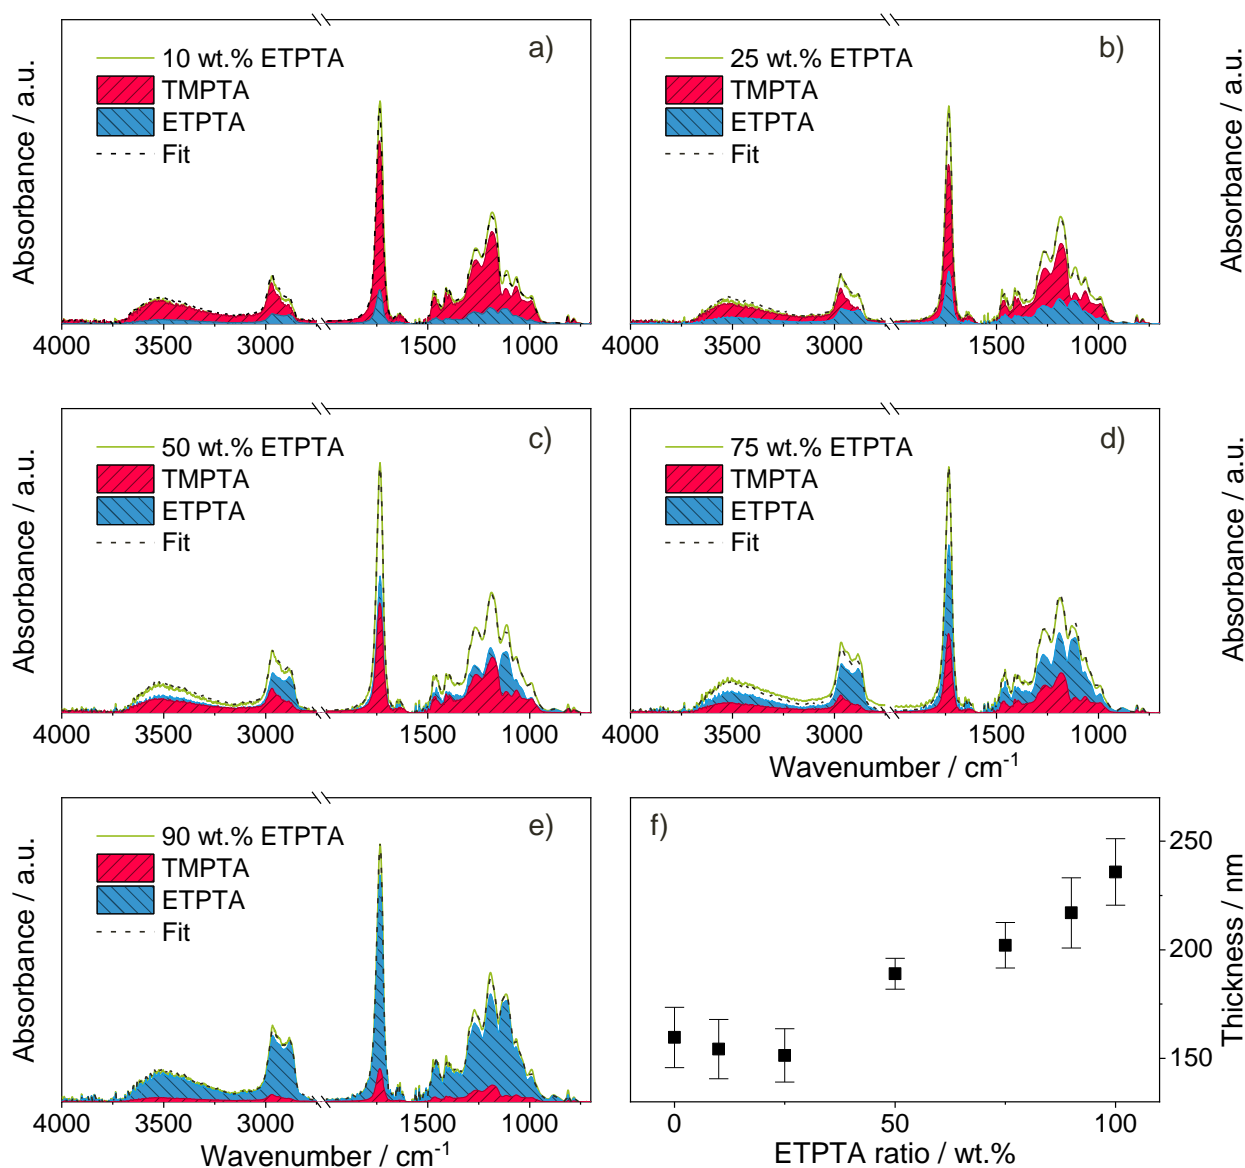 Absorbance / a.u.
10 wt.% ETPTA
TMPTA
ETPTA
Fit
a)
4000 3500 3000 1500 1000
Absorbance / a.u.
25 wt.% ETPTA
TMPTA
ETPTA
Fit
b)
4000 3500 3000 1500 1000
Absorbance / a.u.
Absorbance / a.u.
50 wt.% ETPTA
TMPTA
ETPTA
Fit
c)
4000 3500 3000 1500 1000
Absorbance / a.u.
75 wt.% ETPTA
TMPTA
ETPTA
Fit
d)
4000 3500 3000 1500 1000
Wavenumber / cm-1
Absorbance / a.u.
Absorbance / a.u.
90 wt.% ETPTA
TMPTA
ETPTA
Fit
e)
4000 3500 3000 1500 1000
Wavenumber / cm-1
f)
250
200
150
Thickness / nm
0 50 100
ETPTA ratio / wt.%